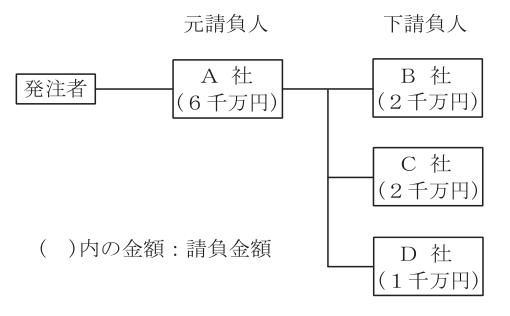 元請負人
下請負人
発注者
A 社
(6千万円)
B 社
(2千万円)
C 社
(2千万円)
D 社
(1千万円)
(　)内の金額：請負金額